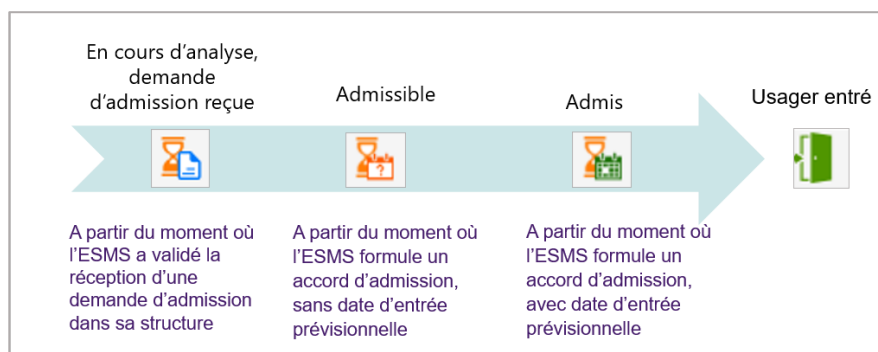 En cours d'analyse,
demande
d'admission reçue
Admissible
Admis
Usager entré
?
A partir du moment où
l'ESMS a validé la
réception d'une
demande d'admission
dans sa structure
A partir du moment où
l'ESMS formule un
accord d'admission,
sans date d'entrée
prévisionnelle
A partir du moment où
l'ESMS formule un
accord d'admission,
avec date d'entrée
prévisionnelle